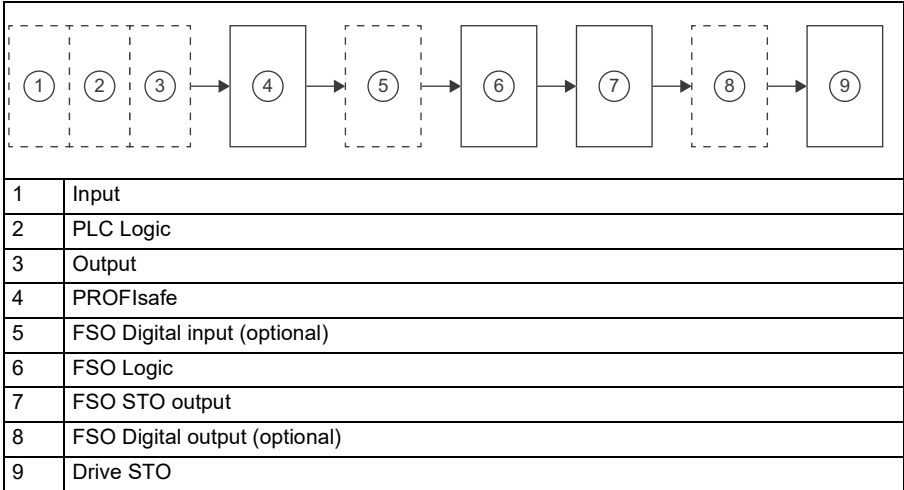 1 2 3 4 5 6 7 8 9
1 Input
2 PLC Logic
3 Output
4 PROFIsafe
5 FSO Digital input (optional)
6 FSO Logic
7 FSO STO output
8 FSO Digital output (optional)
9 Drive STO